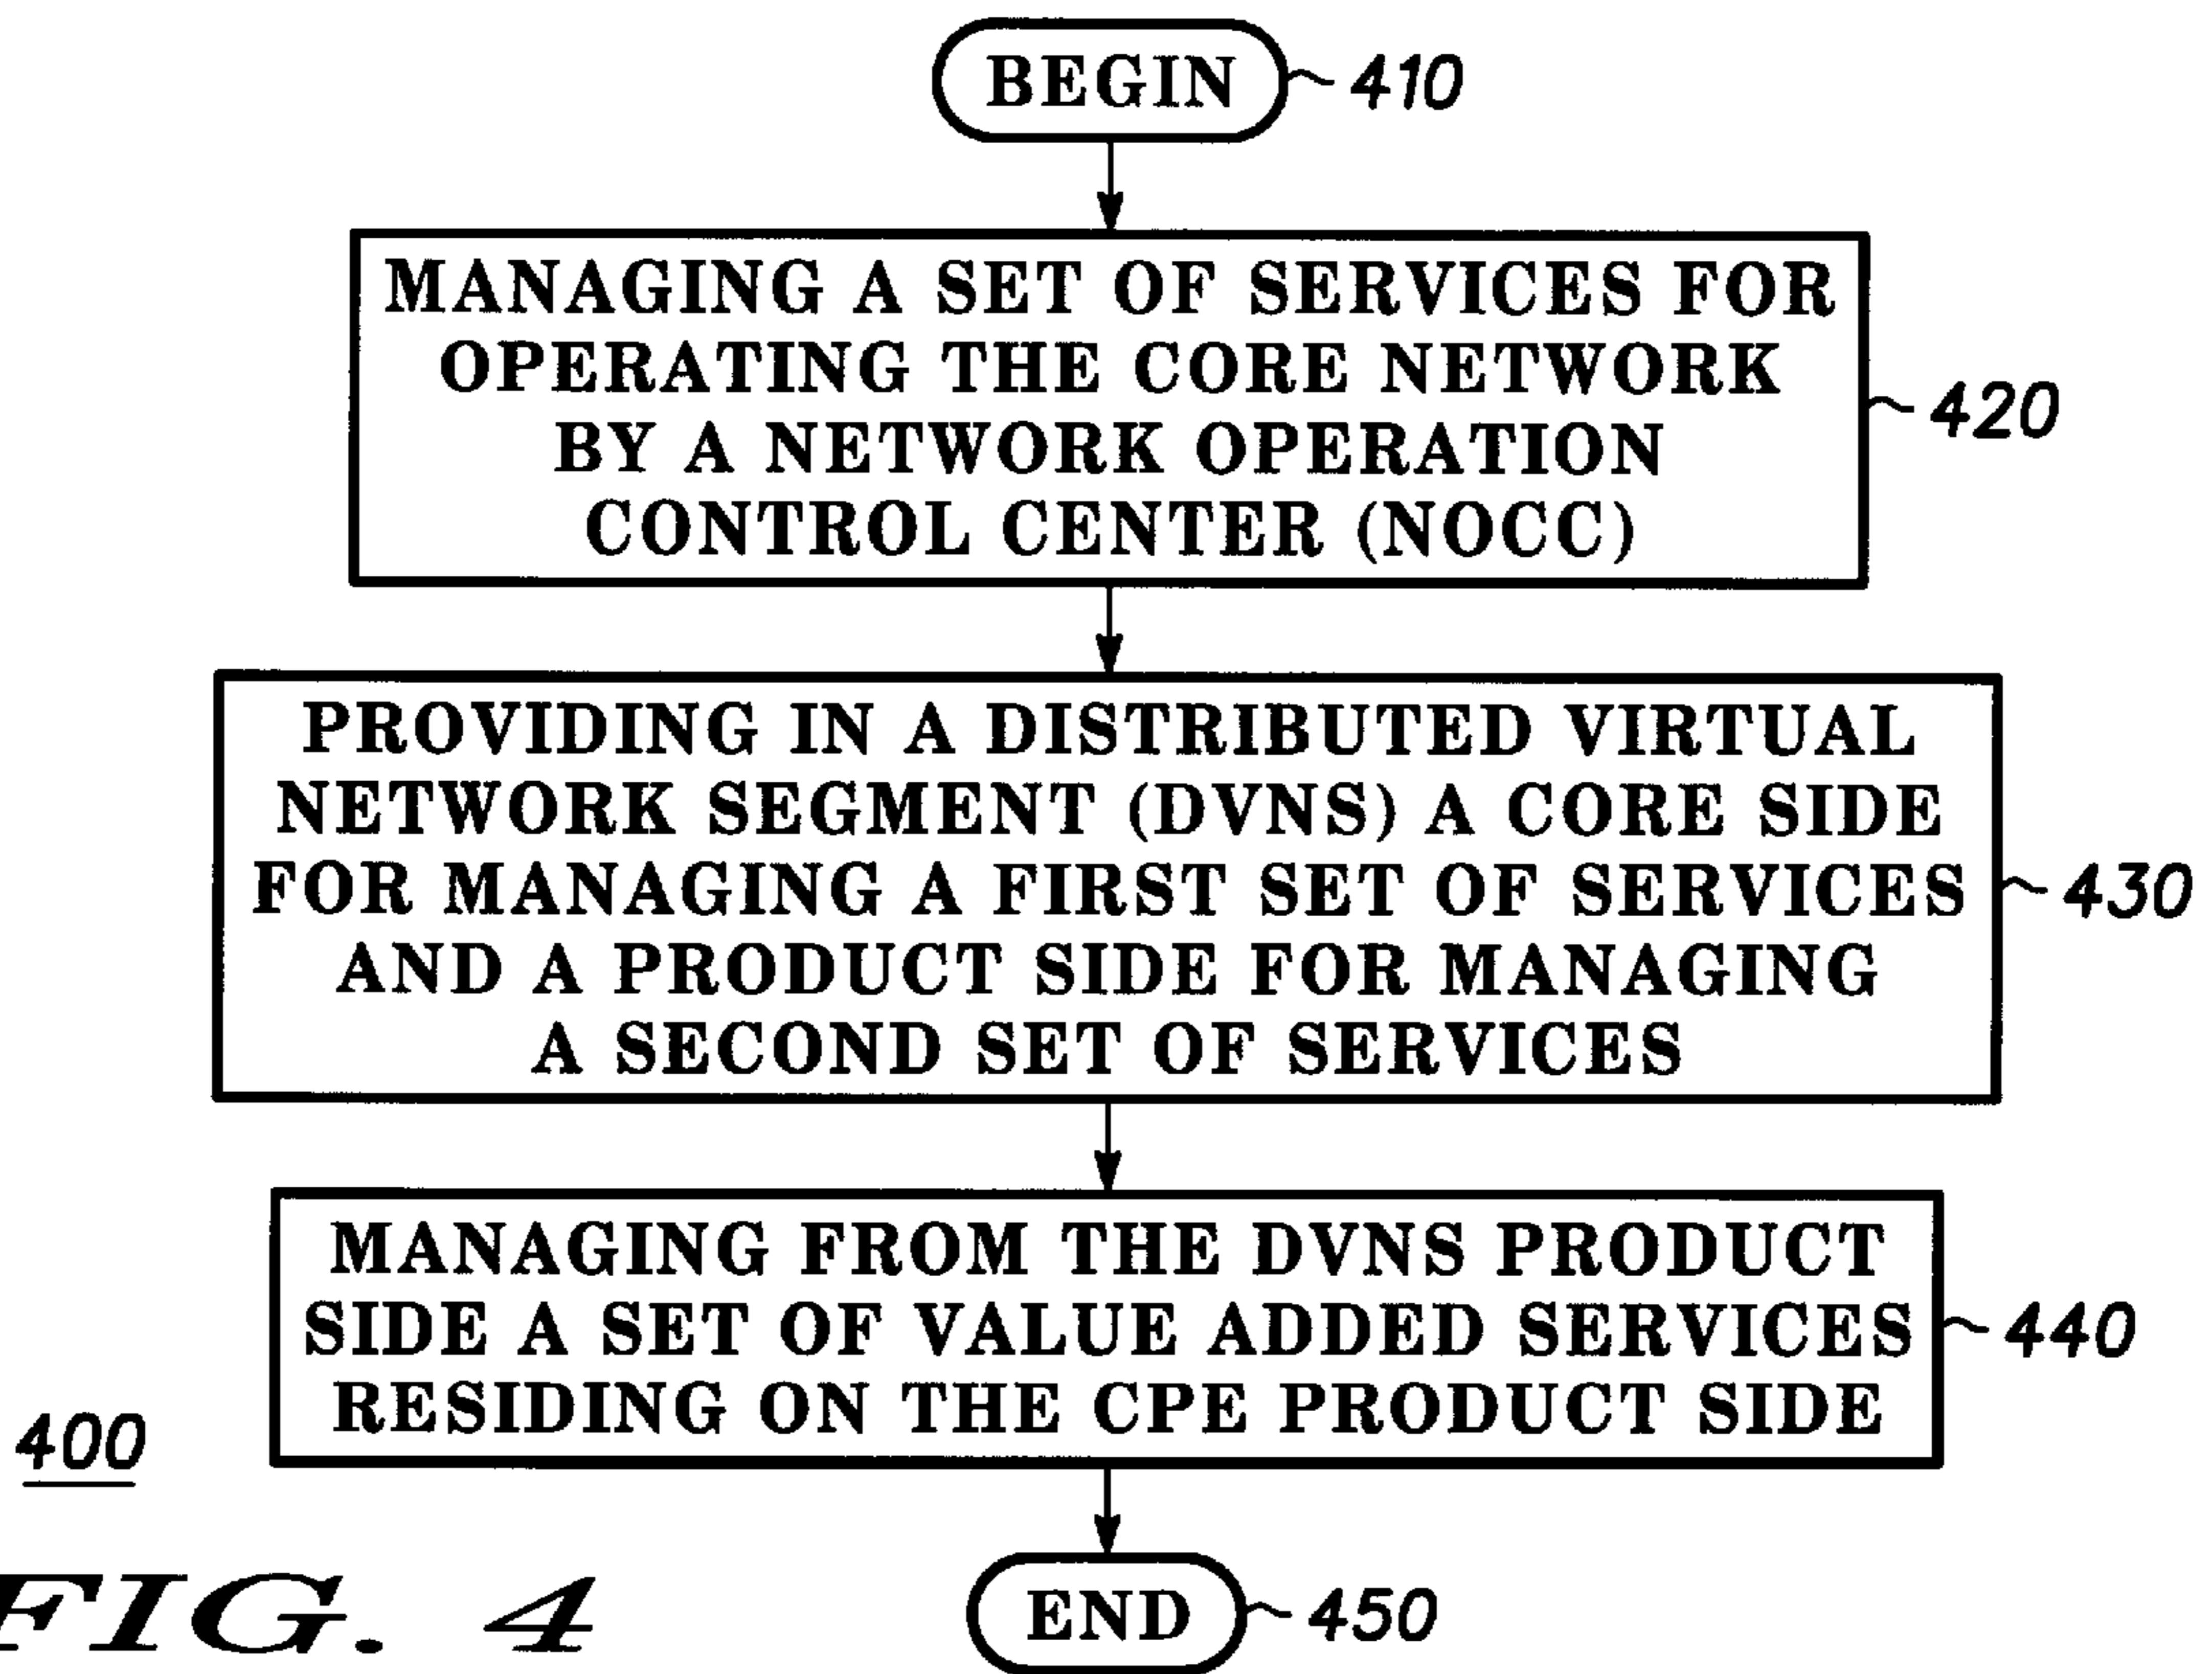 BEGIN 410
MANAGING A SET OF SERVICES FOR
OPERATING THE CORE NETWORK
BY A NETWORK OPERATION
CONTROL CENTER (NOCC)
420
PROVIDING IN A DISTRIBUTED VIRTUAL
NETWORK SEGMENT (DVNS) A CORE SIDE
FOR MANAGING A FIRST SET OF SERVICES
AND A PRODUCT SIDE FOR MANAGING
A SECOND SET OF SERVICES
430
MANAGING FROM THE DVNS PRODUCT
SIDE A SET OF VALUE ADDED SERVICES
RESIDING ON THE CPE PRODUCT SIDE
440
400
END 450
FIG. 4